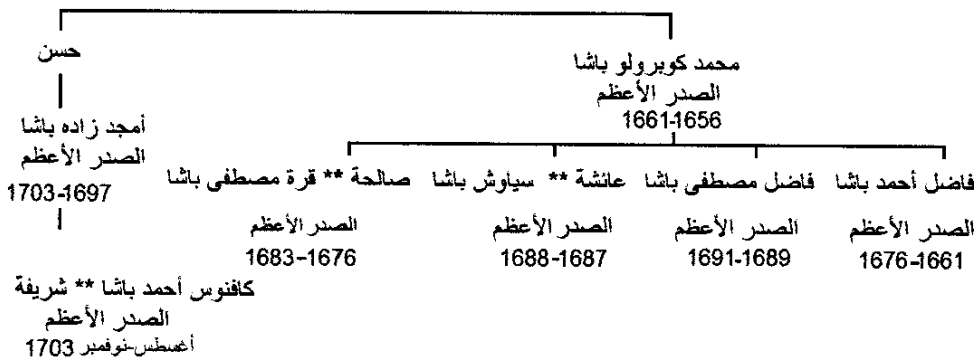 محمد كوبرولو باشا
الصدر الأعظم
1661-1656
حسن
أمجد زاده باشا
الصدر الأعظم
1703-1697
فاضل أحمد باشا
الصدر الأعظم
1676-1661
فاضل مصطفى باشا
الصدر الأعظم
1691-1689
عائشة ** سياوش باشا
الصدر الأعظم
1688-1687
صالحة ** قرة مصطفى باشا
الصدر الأعظم
1683-1676
كافنوس أحمد باشا ** شريفة
الصدر الأعظم
أغسطس-نوفمبر 1703